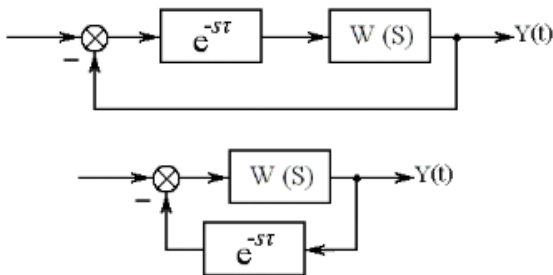 e^-sτ W (S) Y(t)
−
W (S) Y(t)
−
e^-sτ